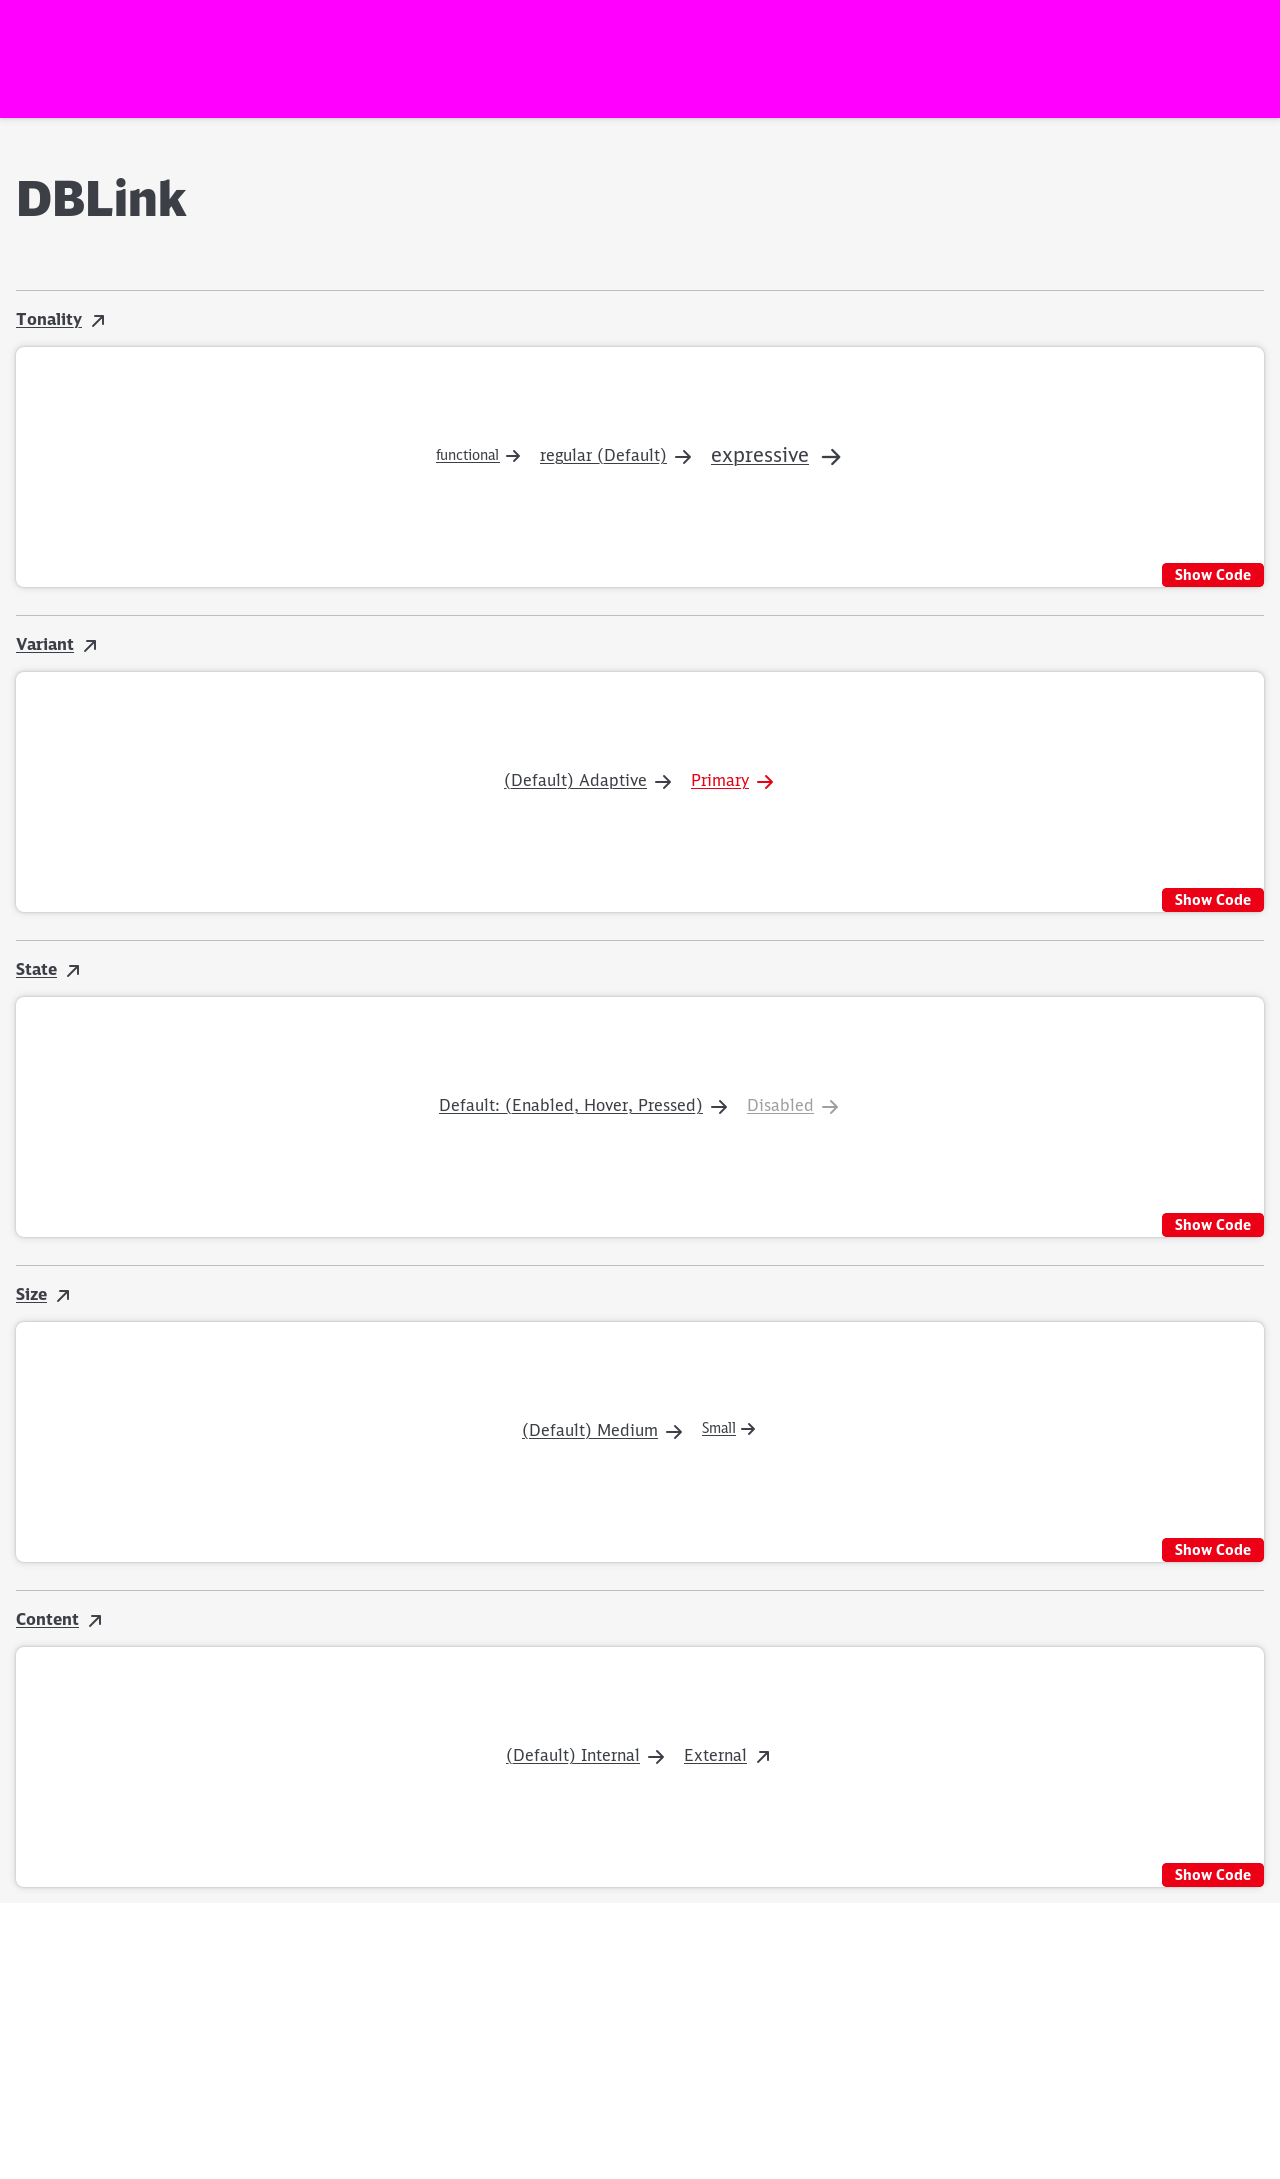 DBLink
Tonality
functional regular (Default) expressive
Show Code
Variant
(Default) Adaptive Primary
Show Code
State
Default: (Enabled, Hover, Pressed) Disabled
Show Code
Size
(Default) Medium Small
Show Code
Content
(Default) Internal External
Show Code